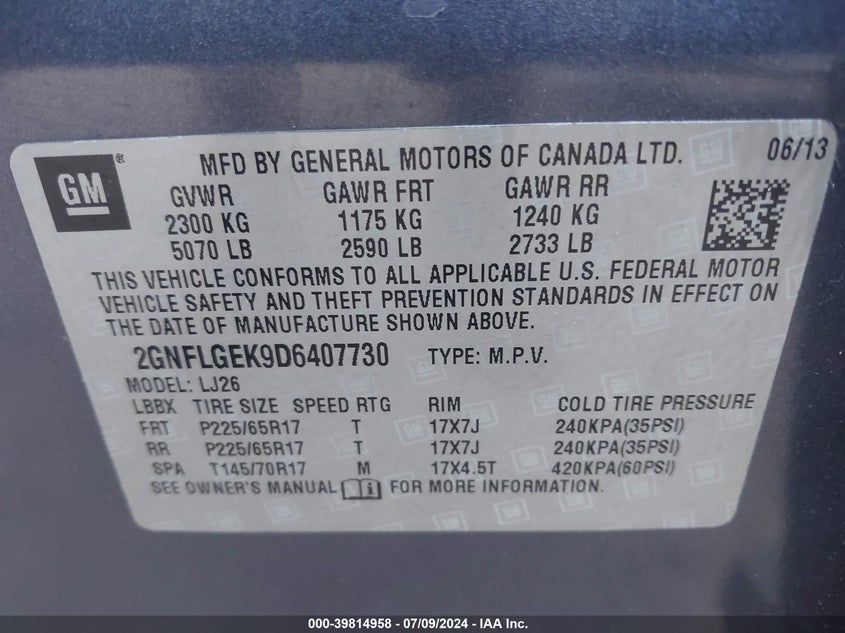 GM ®
MFD BY GENERAL MOTORS OF CANADA LTD. 06/13
GVWR GAWR FRT GAWR RR
2300 KG 1175 KG 1240 KG
5070 LB 2590 LB 2733 LB
THIS VEHICLE CONFORMS TO ALL APPLICABLE U.S. FEDERAL MOTOR
VEHICLE SAFETY AND THEFT PREVENTION STANDARDS IN EFFECT ON
THE DATE OF MANUFACTURE SHOWN ABOVE.
2GNFLGEK9D6407730 TYPE: M.P.V.
MODEL: LJ26
LBBX TIRE SIZE SPEED RTG RIM COLD TIRE PRESSURE
FRT P225/65R17 T 17X7J 240KPA(35PSI)
RR P225/65R17 T 17X7J 240KPA(35PSI)
SPA T145/70R17 M 17X4.5T 420KPA(60PSI)
SEE OWNER'S MANUAL i FOR MORE INFORMATION.
000-39814958 - 07/09/2024 - IAA Inc.